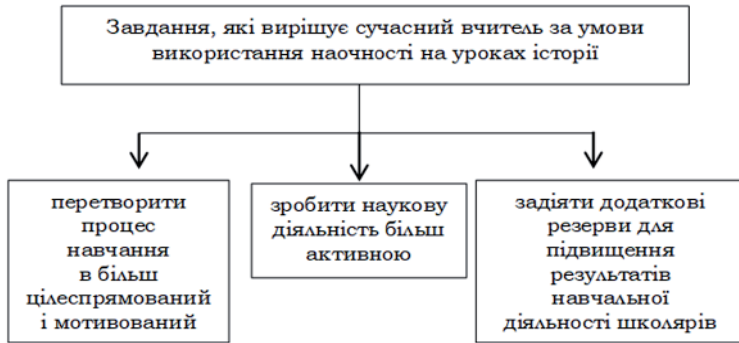 Завдання, які вирішує сучасний вчитель за умови
використання наочності на уроках історії
перетворити
процес
навчання
в більш
цілеспрямований
і мотивований
зробити наукову
діяльність більш
активною
задіяти додаткові
резерви для
підвищення
результатів
навчальної
діяльності школярів